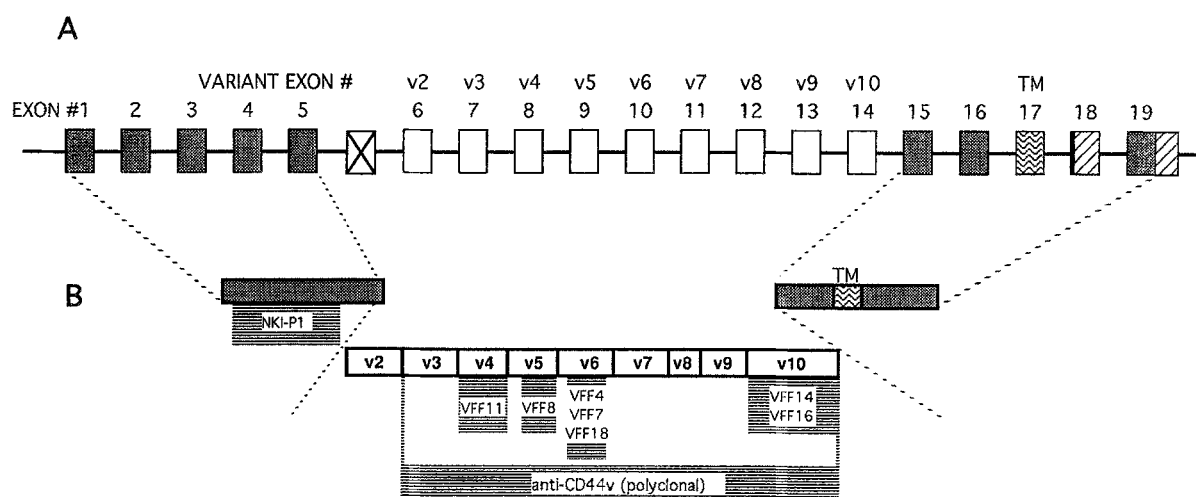 A
VARIANT EXON # v2 v3 v4 v5 v6 v7 v8 v9 v10 TM
EXON #1 2 3 4 5 6 7 8 9 10 11 12 13 14 15 16 17 18 19
B
TM
NKI-P1
v2 v3 v4 v5 v6 v7 v8 v9 v10
VFF11 VFF8 VFF4 VFF14
VFF7 VFF16
VFF18
anti-CD44v (polyclonal)